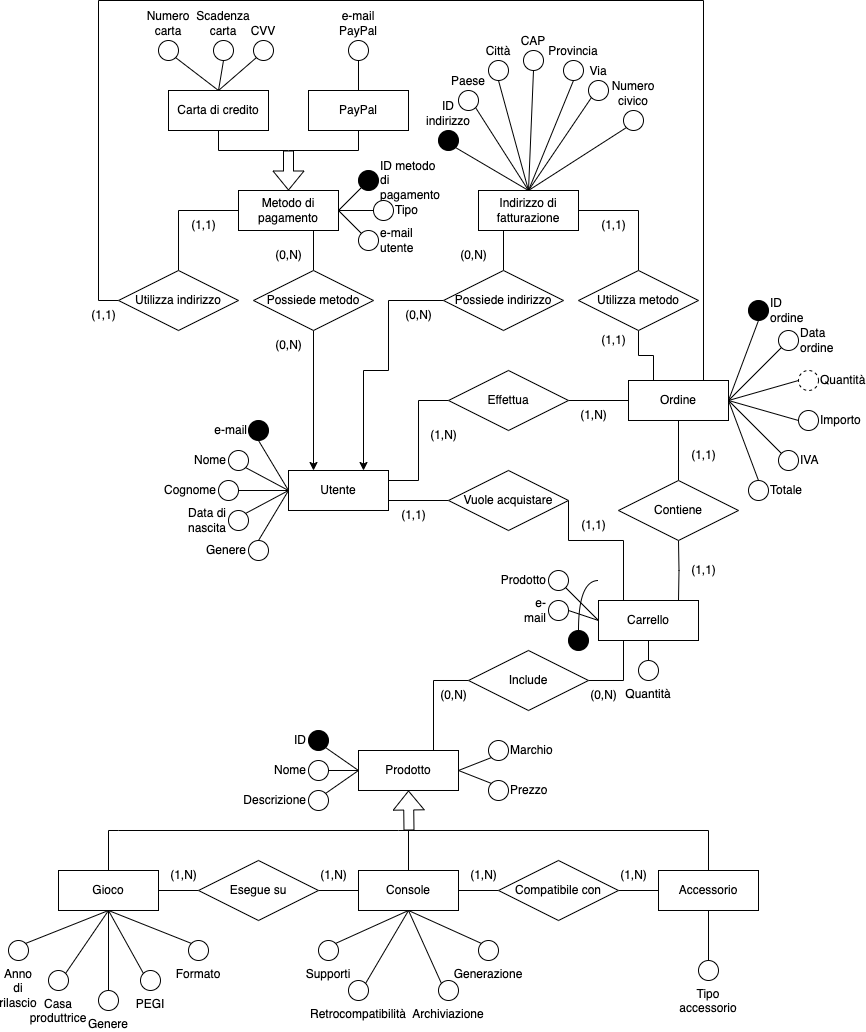 Numero
carta
Scadenza
carta
CVV
e-mail
PayPal
CAP
Città
Provincia
Via
Paese
Numero
civico
ID
indirizzo
Carta di credito
PayPal
ID metodo
di
pagamento
Tipo
e-mail
utente
Metodo di
pagamento
Indirizzo di
fatturazione
(1,1)
(0,N)
(0,N)
(1,1)
Utilizza indirizzo
Possiede metodo
Possiede indirizzo
Utilizza metodo
(1,1)
(0,N)
(0,N)
(1,1)
ID
ordine
Data
ordine
Quantità
Importo
IVA
Totale
Effettua
Ordine
(1,N)
(1,N)
e-mail
Nome
Cognome
Data di
nascita
Genere
Utente
Vuole acquistare
(1,1)
(1,1)
(1,1)
Contiene
(1,1)
Prodotto
e-
mail
Carrello
Quantità
Include
(0,N)
(0,N)
ID
Nome
Descrizione
Prodotto
Marchio
Prezzo
Gioco
(1,N)
Esegue su
(1,N)
Console
(1,N)
Compatibile con
(1,N)
Accessorio
Anno
di
rilascio
Casa
produttrice
Genere
PEGI
Formato
Supporti
Retrocompatibilità
Archiviazione
Generazione
Tipo
accessorio